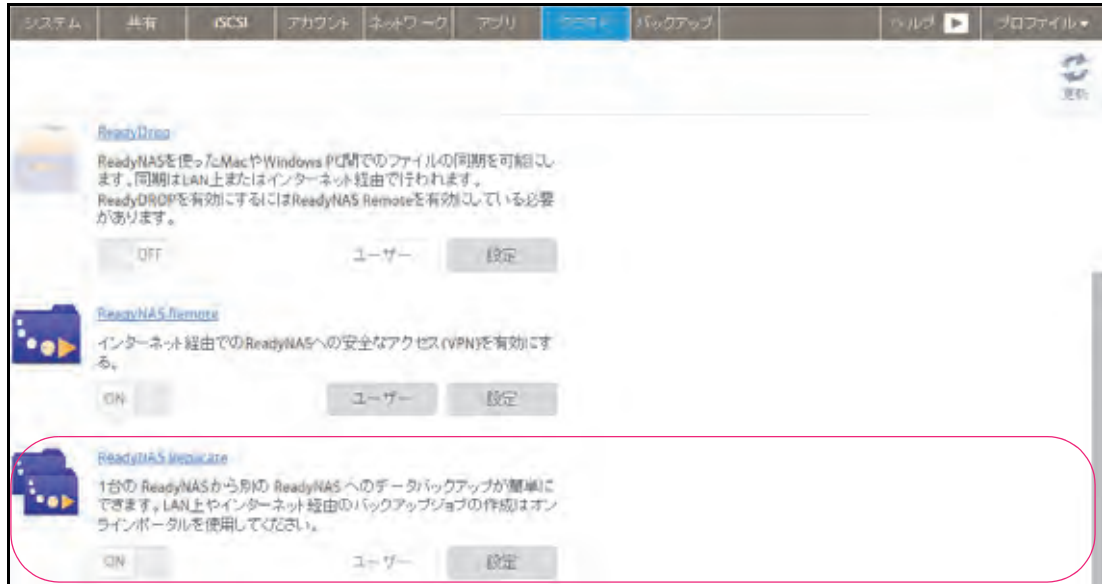 システム 共有 iSCSI アカウント ネットワーク アプリ クラウド バックアップ ヘルプ プロファイル
更新
ReadyDrop
ReadyNASを使ったMacやWindows PC間でのファイルの同期を可能にし
ます。同期はLAN上またはインターネット経由で行われます。
ReadyDROPを有効にするにはReadyNAS Remoteを有効にしている必要
があります。
OFF ユーザー 設定
ReadyNAS Remote
インターネット経由でのReadyNASへの安全なアクセス(VPN)を有効にす
る。
ON ユーザー 設定
ReadyNAS Replicate
1台の ReadyNASから別の ReadyNASへのデータバックアップが簡単に
できます。LAN上やインターネット経由のバックアップジョブの作成はオン
ラインポータルを使用してください。
ON ユーザー 設定